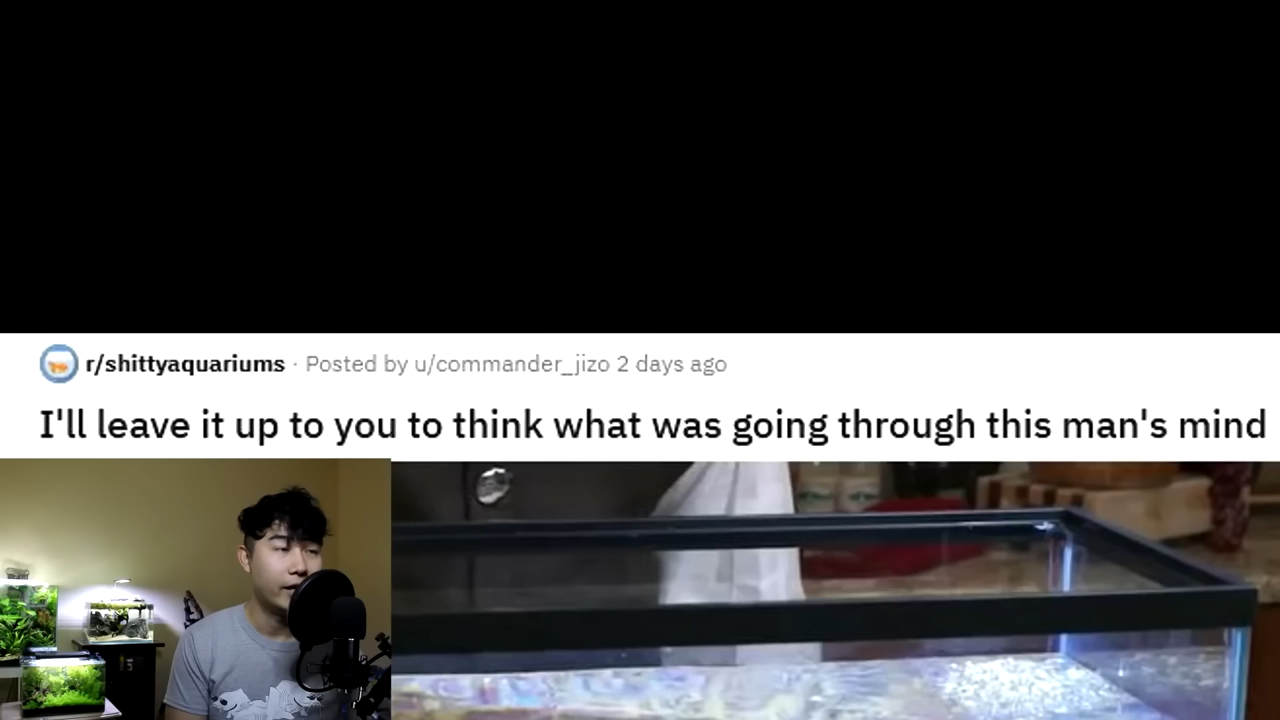 r/shittyaquariums · Posted by u/commander_jizo 2 days ago
I'll leave it up to you to think what was going through this man's mind